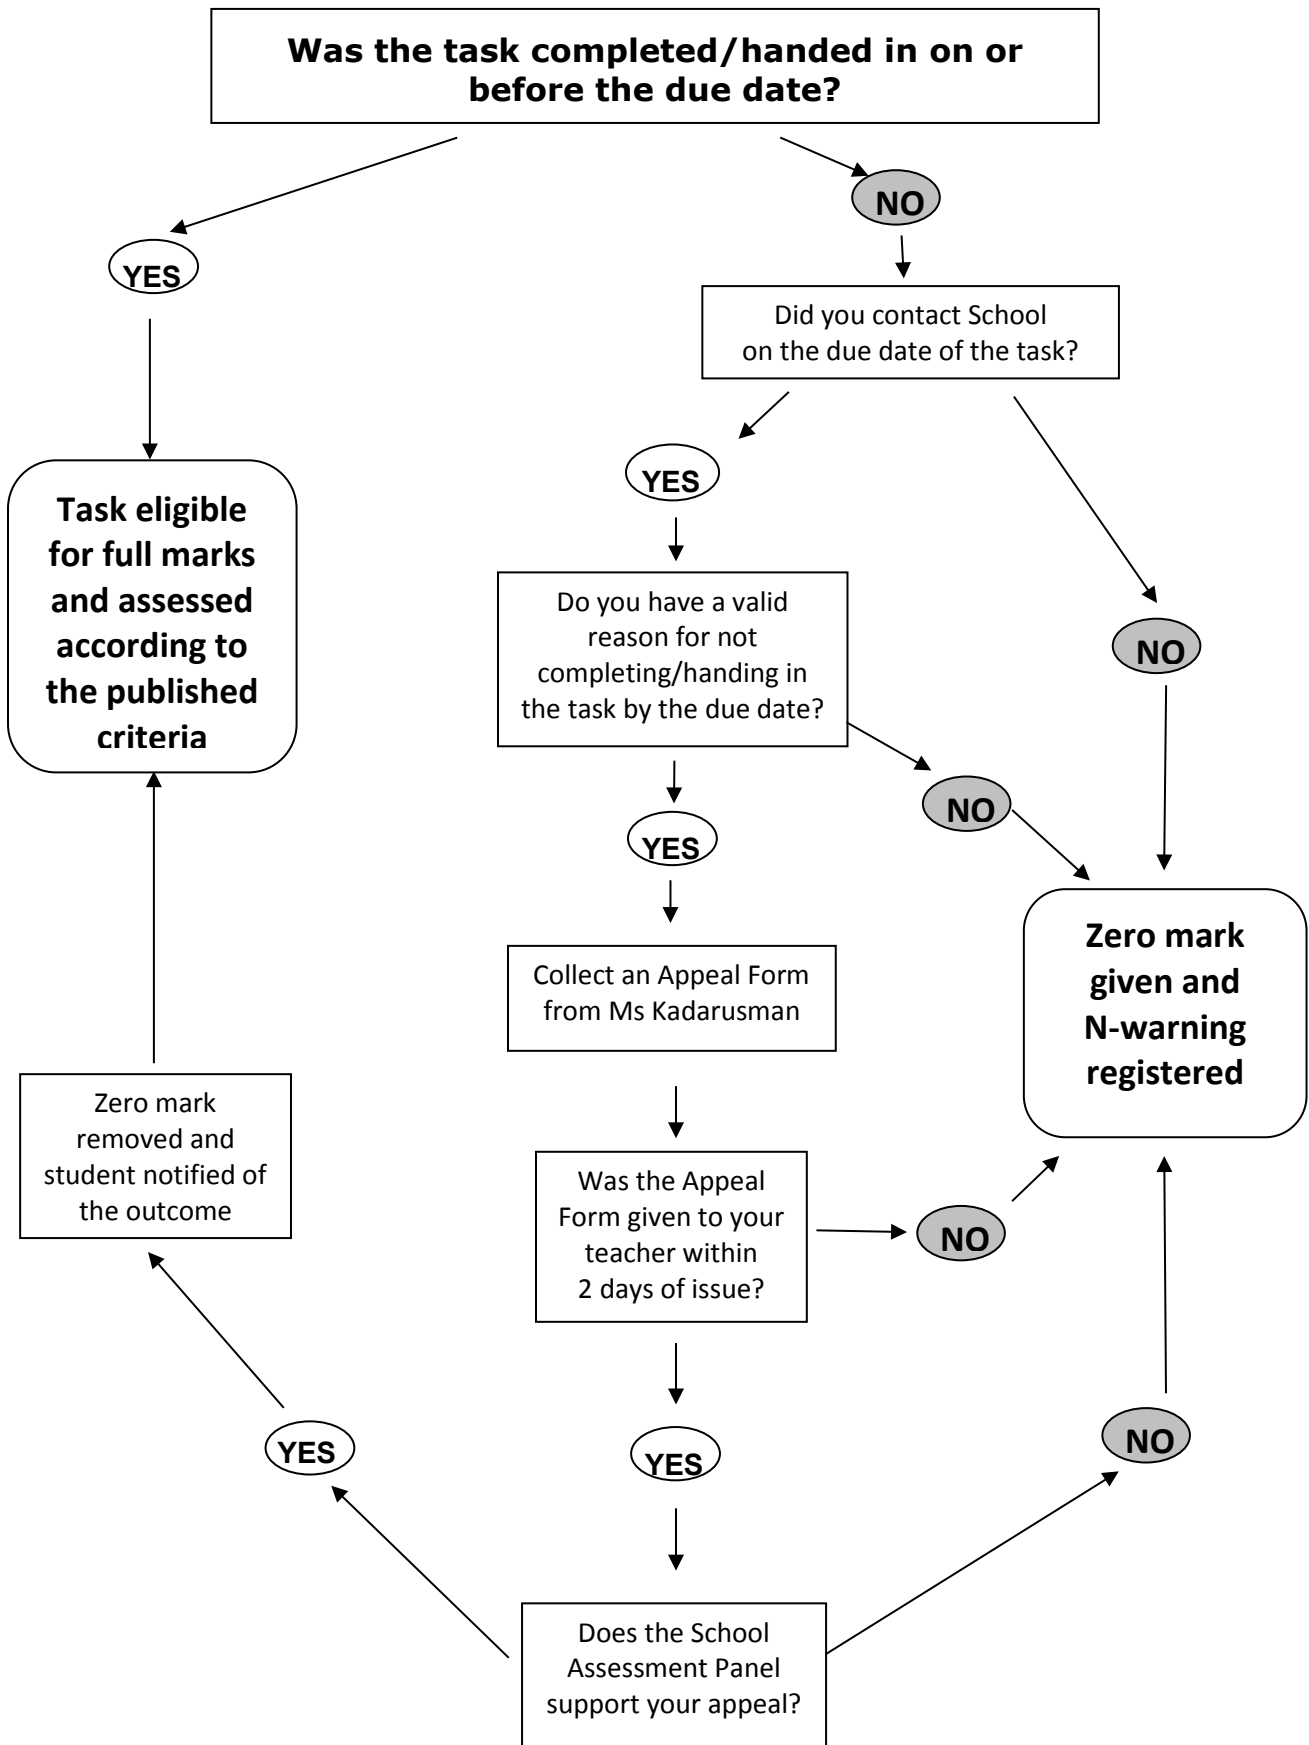 Was the task completed/handed in on or
before the due date?
NO
YES
Did you contact School
on the due date of the task?
YES
NO
Task eligible
for full marks
and assessed
according to
the published
criteria
Do you have a valid
reason for not
completing/handing in
the task by the due date?
NO
YES
Collect an Appeal Form
from Ms Kadarusman
Zero mark
given and
N-warning
registered
Zero mark
removed and
student notified of
the outcome
Was the Appeal
Form given to your
teacher within
2 days of issue?
NO
YES
YES
NO
Does the School
Assessment Panel
support your appeal?